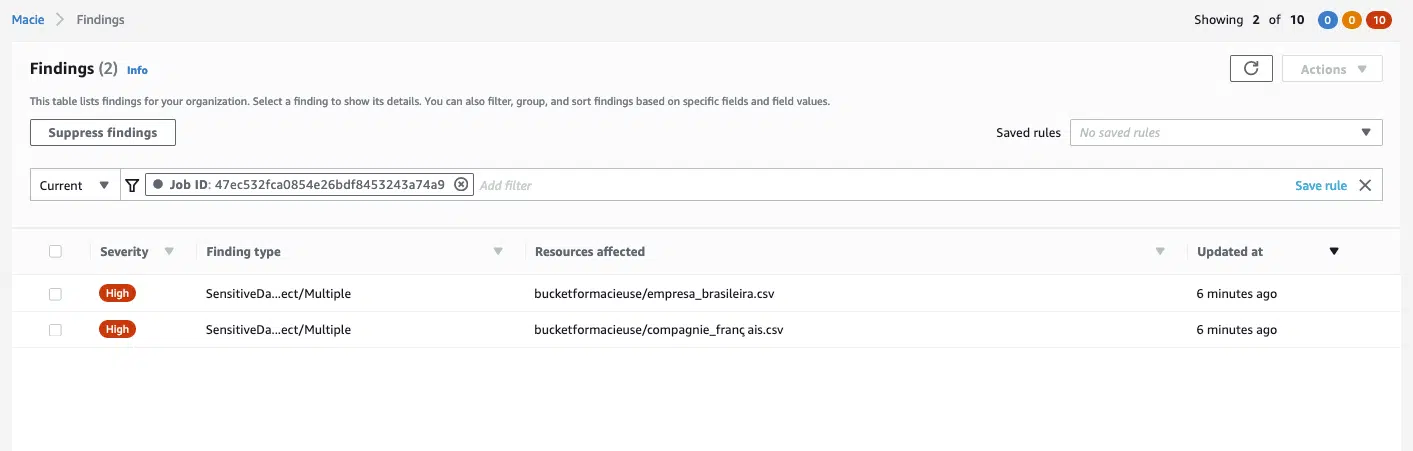 Macie > Findings
Showing 2 of 10 0 0 10
Findings (2) Info
Actions
This table lists findings for your organization. Select a finding to show its details. You can also filter, group, and sort findings based on specific fields and field values.
Suppress findings
Saved rules No saved rules
Current Job ID: 47ec532fca0854e26bdf8453243a74a9 Add filter Save rule
Severity Finding type Resources affected Updated at
High SensitiveDa...ect/Multiple bucketformacieuse/empresa_brasileira.csv 6 minutes ago
High SensitiveDa...ect/Multiple bucketformacieuse/compagnie_franç ais.csv 6 minutes ago